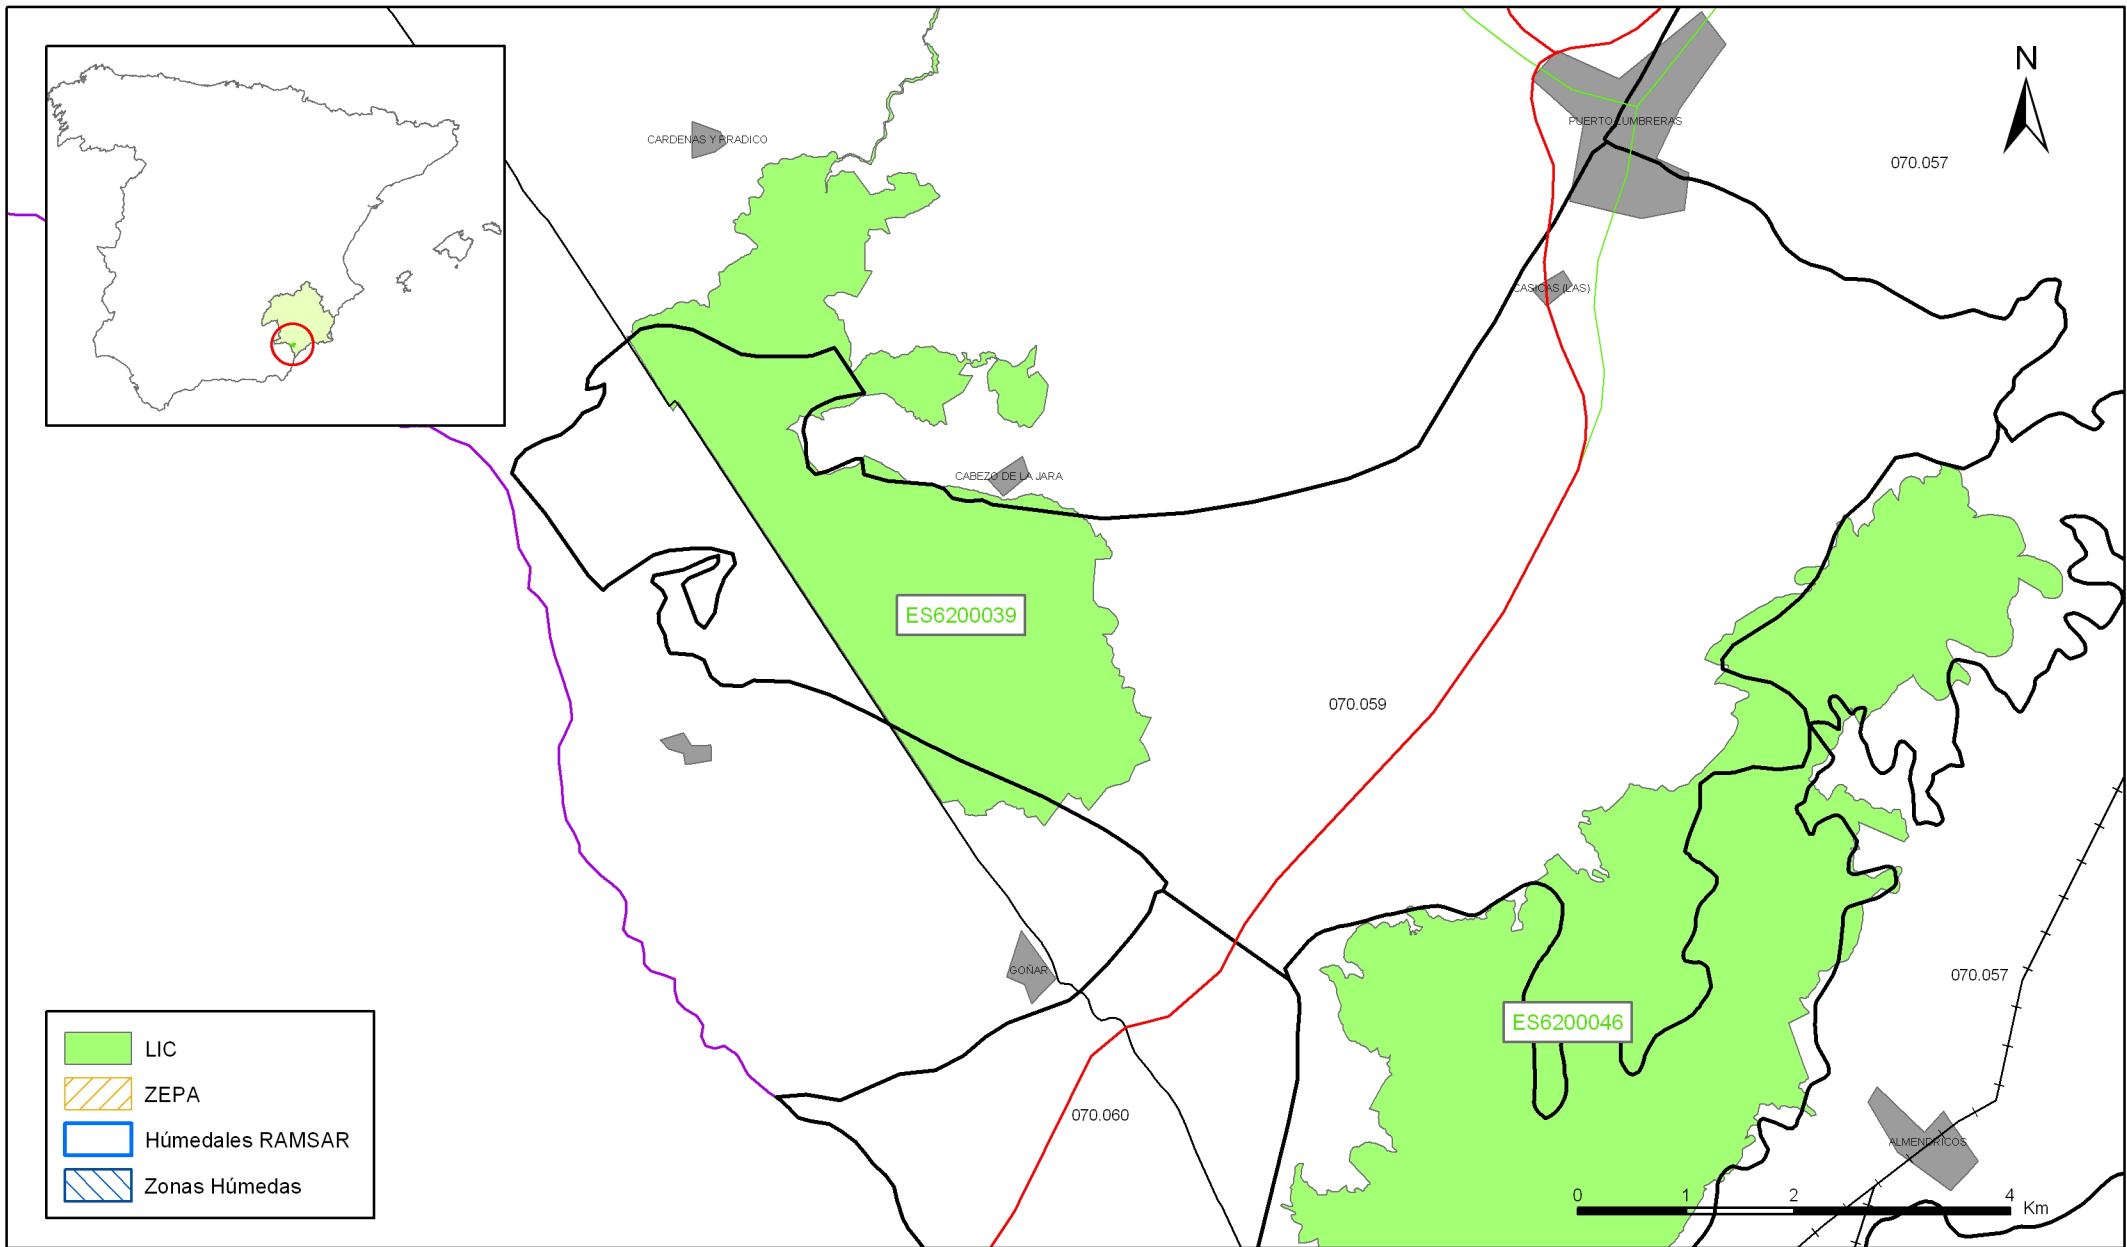 N
CARDENAS Y PRADICO
PUERTO LUMBRERAS
070.057
CASICAS (LAS)
CABEZO DE LA JARA
ES6200039
070.059
GOÑAR
070.057
ES6200046
070.060
ALMENDRICOS
LIC
ZEPA
Húmedales RAMSAR
Zonas Húmedas
0 1 2 4
Km